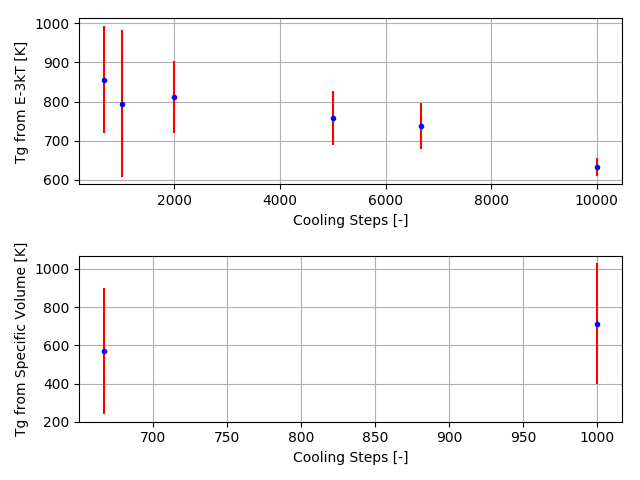 1000
900
800
700
600
Tg from E-3kT [K]
2000 4000 6000 8000 10000
Cooling Steps [-]
1000
800
600
400
200
Tg from Specific Volume [K]
700 750 800 850 900 950 1000
Cooling Steps [-]